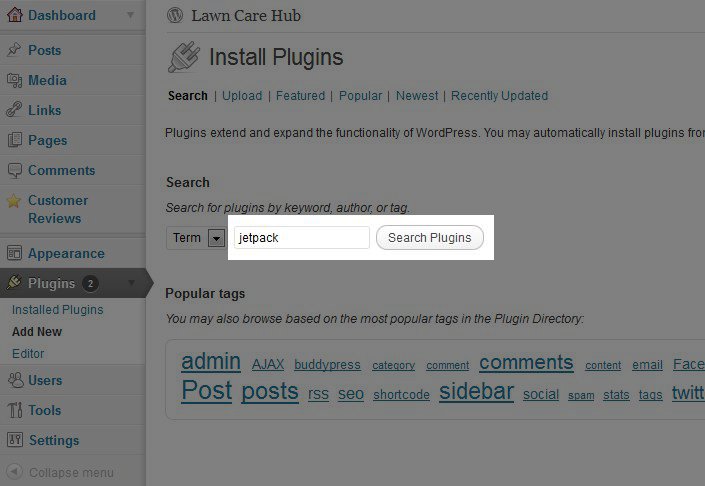 Dashboard
Posts
Media
Links
Pages
Comments
Customer
Reviews
Appearance
Plugins 2
Installed Plugins
Add New
Editor
Users
Tools
Settings
Collapse menu
Lawn Care Hub
Install Plugins
Search | Upload | Featured | Popular | Newest | Recently Updated
Plugins extend and expand the functionality of WordPress. You may automatically install plugins from
Search
Search for plugins by keyword, author, or tag.
Term jetpack Search Plugins
Popular tags
You may also browse based on the most popular tags in the Plugin Directory:
admin AJAX buddypress category comment comments content email Face
Post posts rss seo shortcode sidebar social spam stats tags twitt